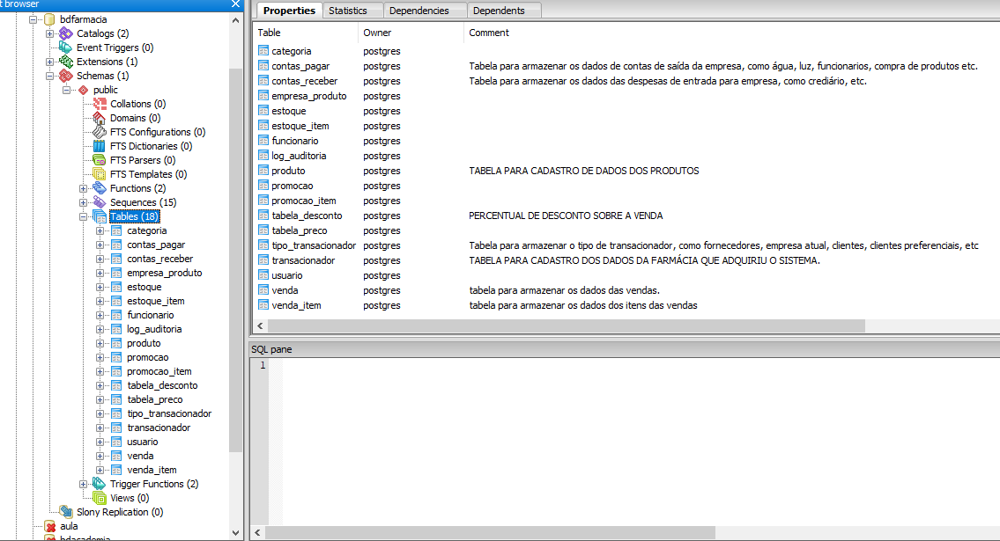 t browser
bdfarmacia
Catalogs (2)
Event Triggers (0)
Extensions (1)
Schemas (1)
public
Collations (0)
Domains (0)
FTS Configurations (0)
FTS Dictionaries (0)
FTS Parsers (0)
FTS Templates (0)
Functions (2)
Sequences (15)
Tables (18)
categoria
contas_pagar
contas_receber
empresa_produto
estoque
estoque_item
funcionario
log_auditoria
produto
promocao
promocao_item
tabela_desconto
tabela_preco
tipo_transacionador
transacionador
usuario
venda
venda_item
Trigger Functions (2)
Views (0)
Slony Replication (0)
aula
bdacademia
Properties Statistics Dependencies Dependents
Table Owner Comment
categoria postgres
contas_pagar postgres Tabela para armazenar os dados de contas de saída da empresa, como água, luz, funcionarios, compra de produtos etc.
contas_receber postgres Tabela para armazenar os dados das despesas de entrada para empresa, como crediário, etc.
empresa_produto postgres
estoque postgres
estoque_item postgres
funcionario postgres
log_auditoria postgres
produto postgres TABELA PARA CADASTRO DE DADOS DOS PRODUTOS
promocao postgres
promocao_item postgres
tabela_desconto postgres PERCENTUAL DE DESCONTO SOBRE A VENDA
tabela_preco postgres
tipo_transacionador postgres Tabela para armazenar o tipo de transacionador, como fornecedores, empresa atual, clientes, clientes preferenciais, etc
transacionador postgres TABELA PARA CADASTRO DOS DADOS DA FARMÁCIA QUE ADQUIRIU O SISTEMA.
usuario postgres
venda postgres tabela para armazenar os dados das vendas.
venda_item postgres tabela para armazenar os dados dos itens das vendas
SQL pane
1